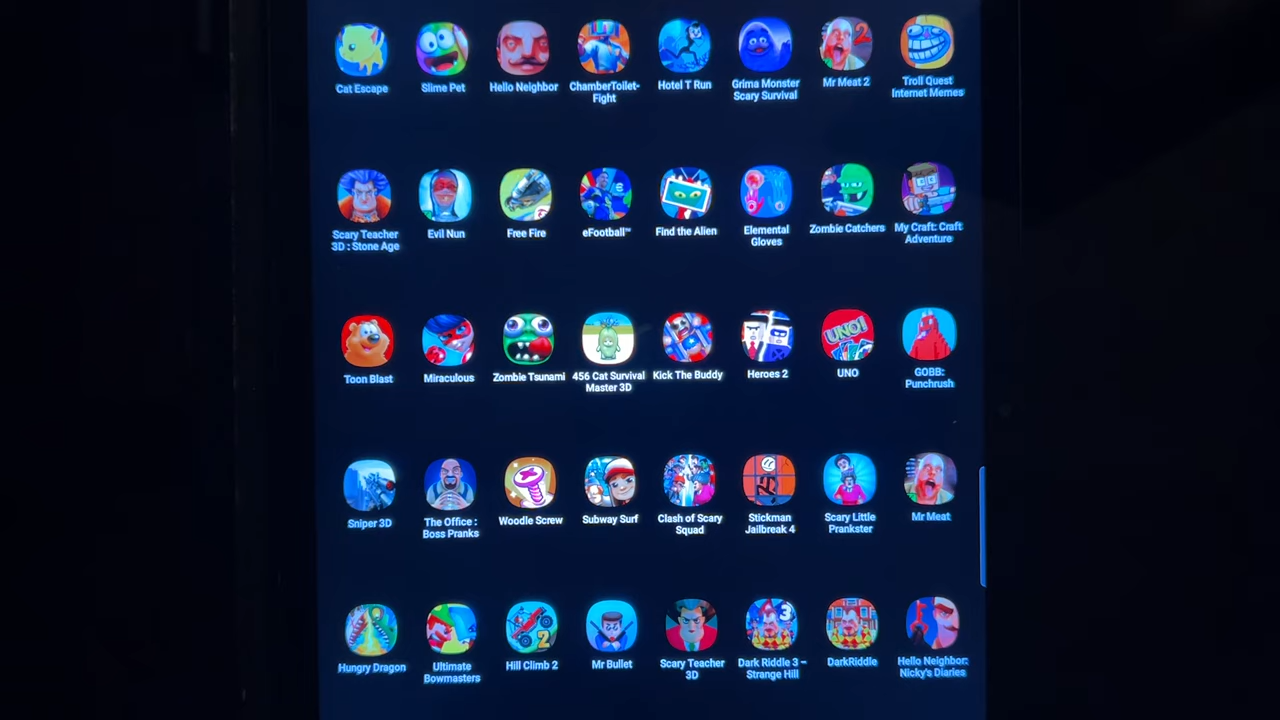 Cat Escape
Slime Pet
Hello Neighbor
ChamberToilet-
Fight
Hotel T Run
Grima Monster
Scary Survival
2
Mr Meat 2
Troll Quest
Internet Memes
Scary Teacher
3D : Stone Age
Evil Nun
Free Fire
eFootball™
Find the Alien
Elemental
Gloves
Zombie Catchers
My Craft: Craft
Adventure
Toon Blast
Miraculous
Zombie Tsunami
456 Cat Survival
Master 3D
Kick The Buddy
Heroes 2
UNO!
UNO
GOBB:
Punchrush
Sniper 3D
The Office :
Boss Pranks
Woodle Screw
Subway Surf
Clash of Scary
Squad
Stickman
Jailbreak 4
Scary Little
Prankster
Mr Meat
Hungry Dragon
Ultimate
Bowmasters
2
Hill Climb 2
Mr Bullet
Scary Teacher
3D
3
Dark Riddle 3 –
Strange Hill
DarkRiddle
Hello Neighbor:
Nicky's Diaries